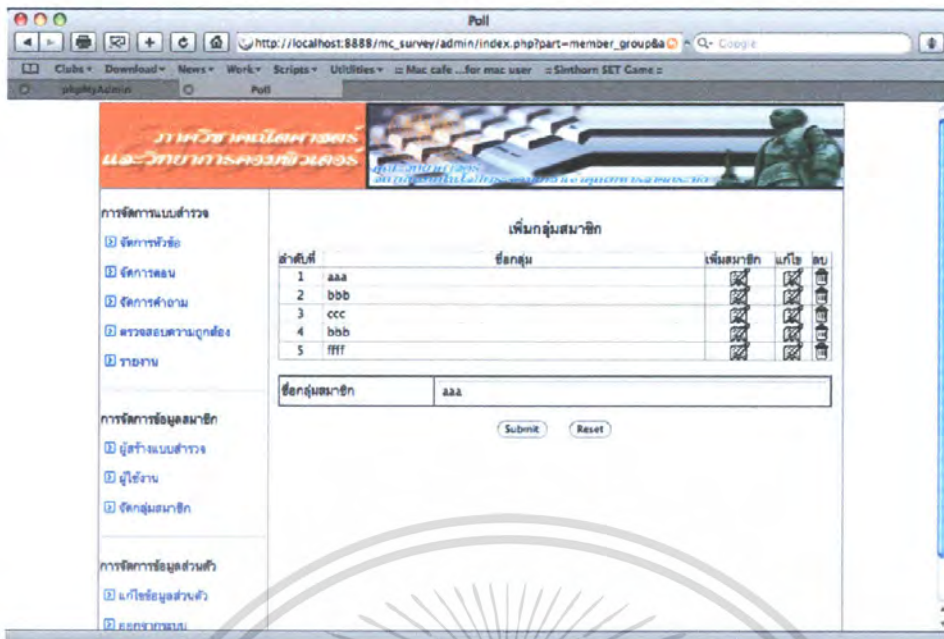 Poll
http://localhost:8888/mc_survey/admin/index.php?part=member_group&a
Google
Clubs Download News Work Scripts Utilities Mac cafe ...for mac user Sinthorn SET Game
phpMyAdmin Poll
ภาควิชาคณิตศาสตร์
และวิทยาการคอมพิวเตอร์
การจัดการแบบสำรวจ
จัดการหัวข้อ
จัดการตอน
จัดการคำถาม
ตรวจสอบความถูกต้อง
รายงาน
การจัดการข้อมูลสมาชิก
ผู้สร้างแบบสำรวจ
ผู้ใช้งาน
จัดกลุ่มสมาชิก
การจัดการข้อมูลส่วนตัว
แก้ไขข้อมูลส่วนตัว
ออกจากระบบ
เพิ่มกลุ่มสมาชิก
ลำดับที่ ชื่อกลุ่ม เพิ่มสมาชิก แก้ไข ลบ
1 aaa
2 bbb
3 ccc
4 bbb
5 ffff
ชื่อกลุ่มสมาชิก aaa
Submit Reset